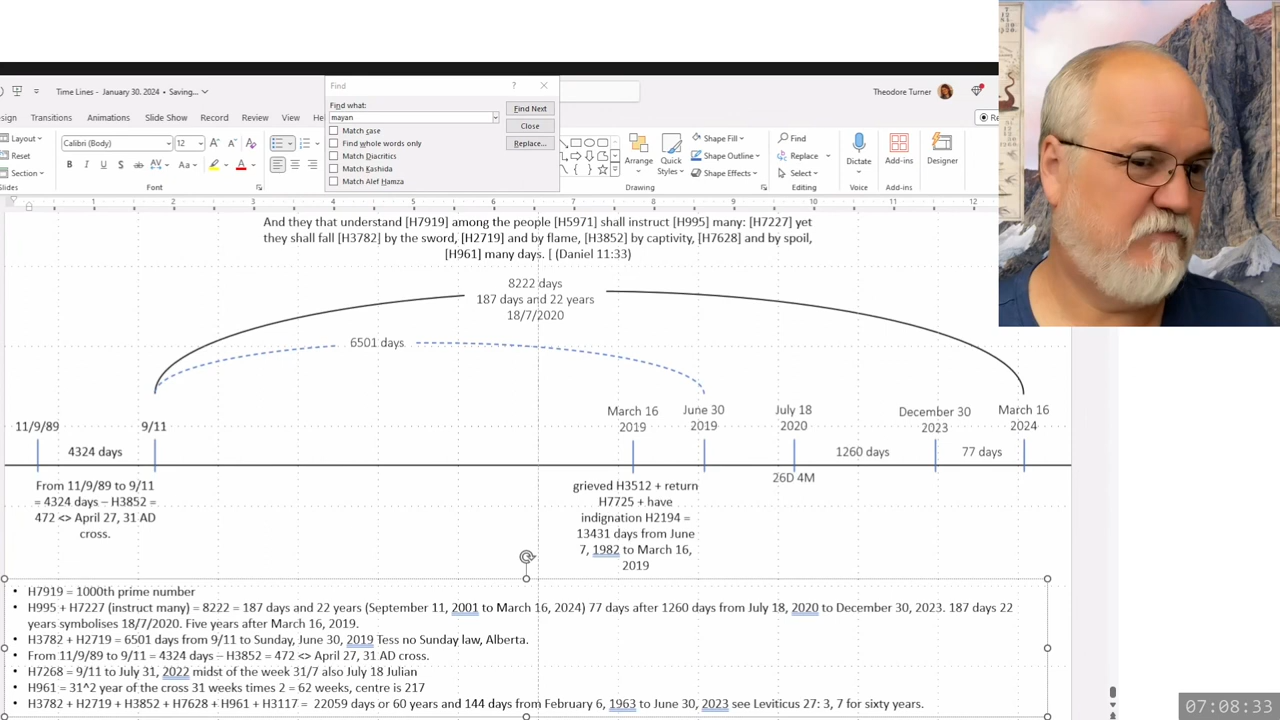 Time Lines - January 30. 2024 • Saving...
Find
?
Theodore Turner
Find what:
mayan
Find Next
Close
Replace...
Match case
Find whole words only
Match Diacritics
Match Kashida
Match Alef Hamza
sign Transitions Animations Slide Show Record Review View
Layout
Reset
Section
Slides
Calibri (Body) 12
Font
Arrange
Quick Styles
Shape Fill
Shape Outline
Shape Effects
Drawing
Find
Replace
Select
Editing
Dictate
Voice
Add-ins
Add-ins
Designer
1 2 3 4 5 6 7 8 9 10 11 12
And they that understand [H7919] among the people [H5971] shall instruct [H995] many: [H7227] yet
they shall fall [H3782] by the sword, [H2719] and by flame, [H3852] by captivity, [H7628] and by spoil,
[H961] many days. [ (Daniel 11:33)
8222 days
187 days and 22 years
18/7/2020
6501 days
11/9/89
9/11
March 16
2019
June 30
2019
July 18
2020
December 30
2023
March 16
2024
4324 days
1260 days
77 days
26D 4M
From 11/9/89 to 9/11
= 4324 days – H3852 =
472 <> April 27, 31 AD
cross.
grieved H3512 + return
H7725 + have
indignation H2194 =
13431 days from June
7, 1982 to March 16,
2019
• H7919 = 1000th prime number
• H995 + H7227 (instruct many) = 8222 = 187 days and 22 years (September 11, 2001 to March 16, 2024) 77 days after 1260 days from July 18, 2020 to December 30, 2023. 187 days 22
years symbolises 18/7/2020. Five years after March 16, 2019.
• H3782 + H2719 = 6501 days from 9/11 to Sunday, June 30, 2019 Tess no Sunday law, Alberta.
• From 11/9/89 to 9/11 = 4324 days – H3852 = 472 <> April 27, 31 AD cross.
• H7268 = 9/11 to July 31, 2022 midst of the week 31/7 also July 18 Julian
• H961 = 31^2 year of the cross 31 weeks times 2 = 62 weeks, centre is 217
• H3782 + H2719 + H3852 + H7628 + H961 + H3117 = 22059 days or 60 years and 144 days from February 6, 1963 to June 30, 2023 see Leviticus 27: 3, 7 for sixty years.
07:08:33